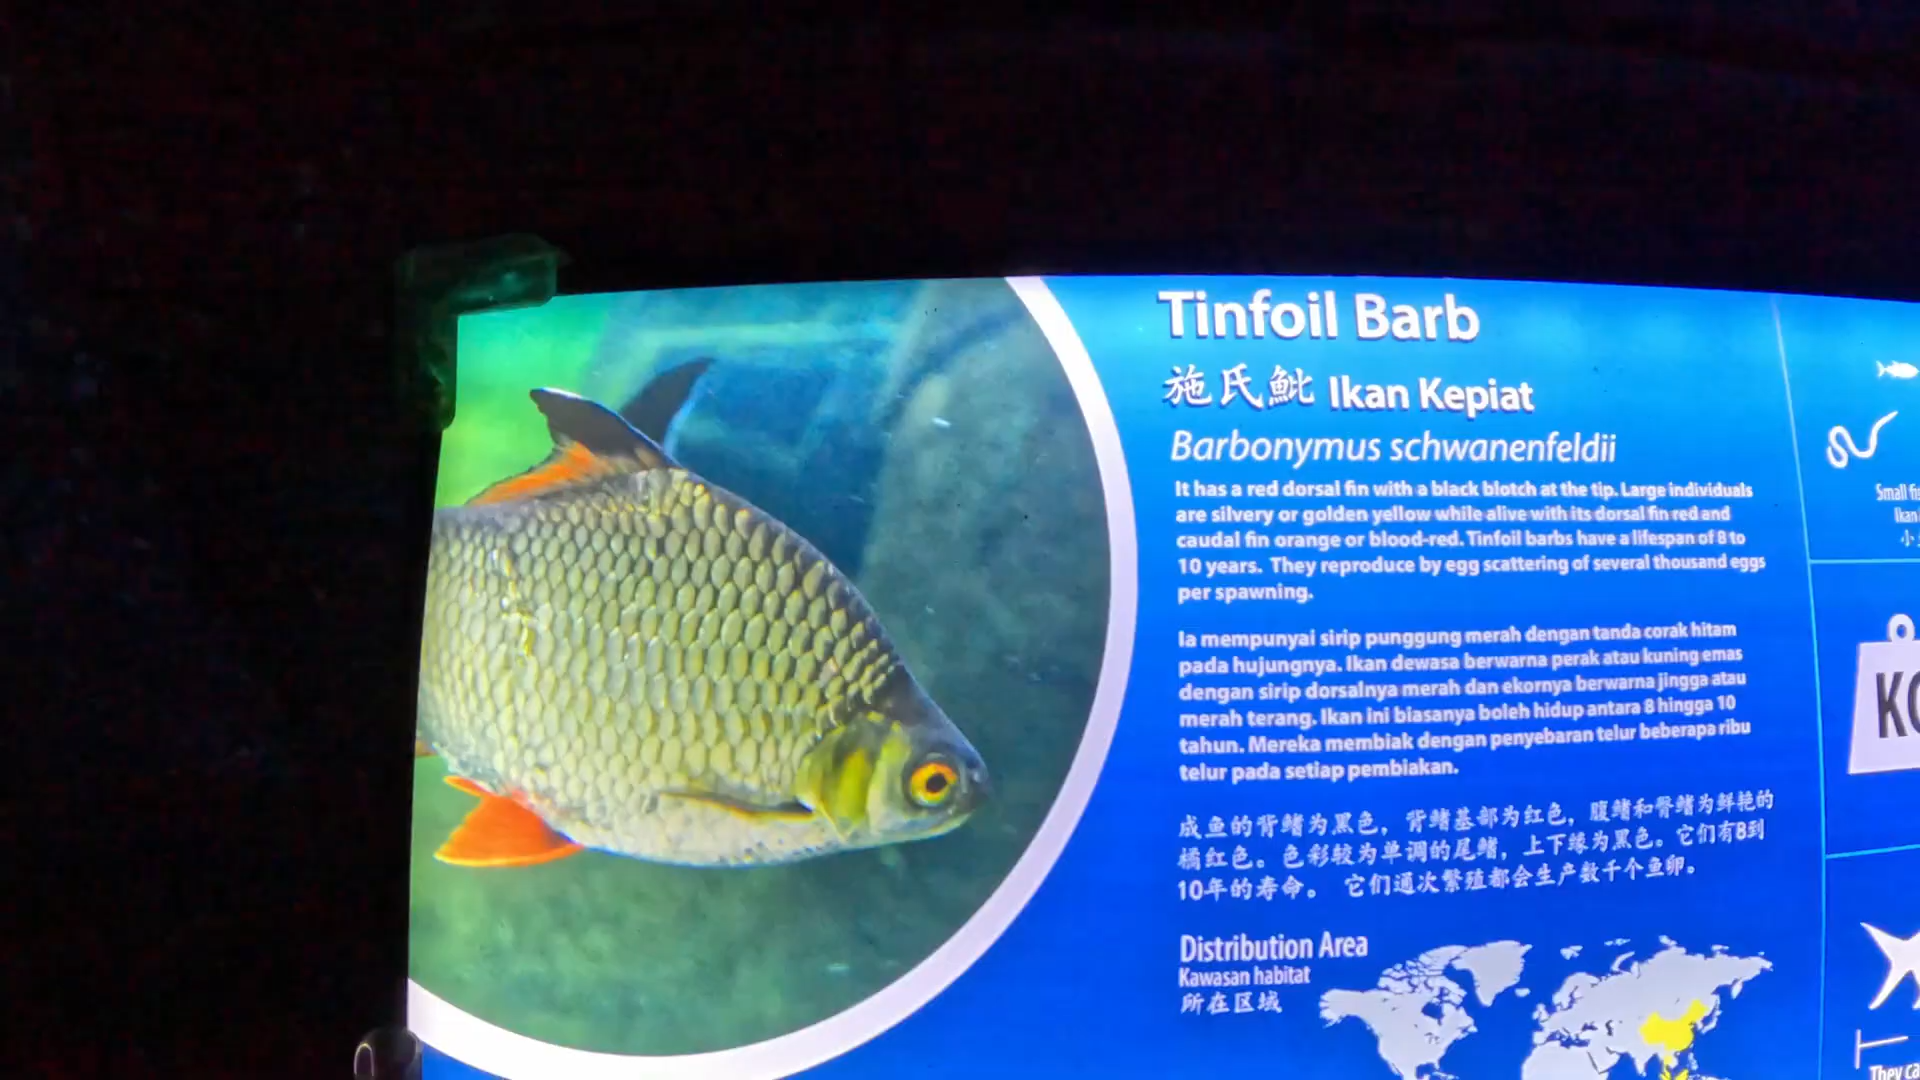 Tinfoil Barb
施氏魮 Ikan Kepiat
Barbonymus schwanenfeldii
It has a red dorsal fin with a black blotch at the tip. Large individuals
are silvery or golden yellow while alive with its dorsal fin red and
caudal fin orange or blood-red. Tinfoil barbs have a lifespan of 8 to
10 years. They reproduce by egg scattering of several thousand eggs
per spawning.
Ia mempunyai sirip punggung merah dengan tanda corak hitam
pada hujungnya. Ikan dewasa berwarna perak atau kuning emas
dengan sirip dorsalnya merah dan ekornya berwarna jingga atau
merah terang. Ikan ini biasanya boleh hidup antara 8 hingga 10
tahun. Mereka membiak dengan penyebaran telur beberapa ribu
telur pada setiap pembiakan.
成鱼的背鳍为黑色，背鳍基部为红色，腹鳍和臀鳍为鲜艳的
橘红色。色彩较为单调的尾鳍，上下缘为黑色。它们有8到
10年的寿命。 它们通次繁殖都会生产数千个鱼卵。
Distribution Area
Kawasan habitat
所在区域
Small
Ikan
小
They